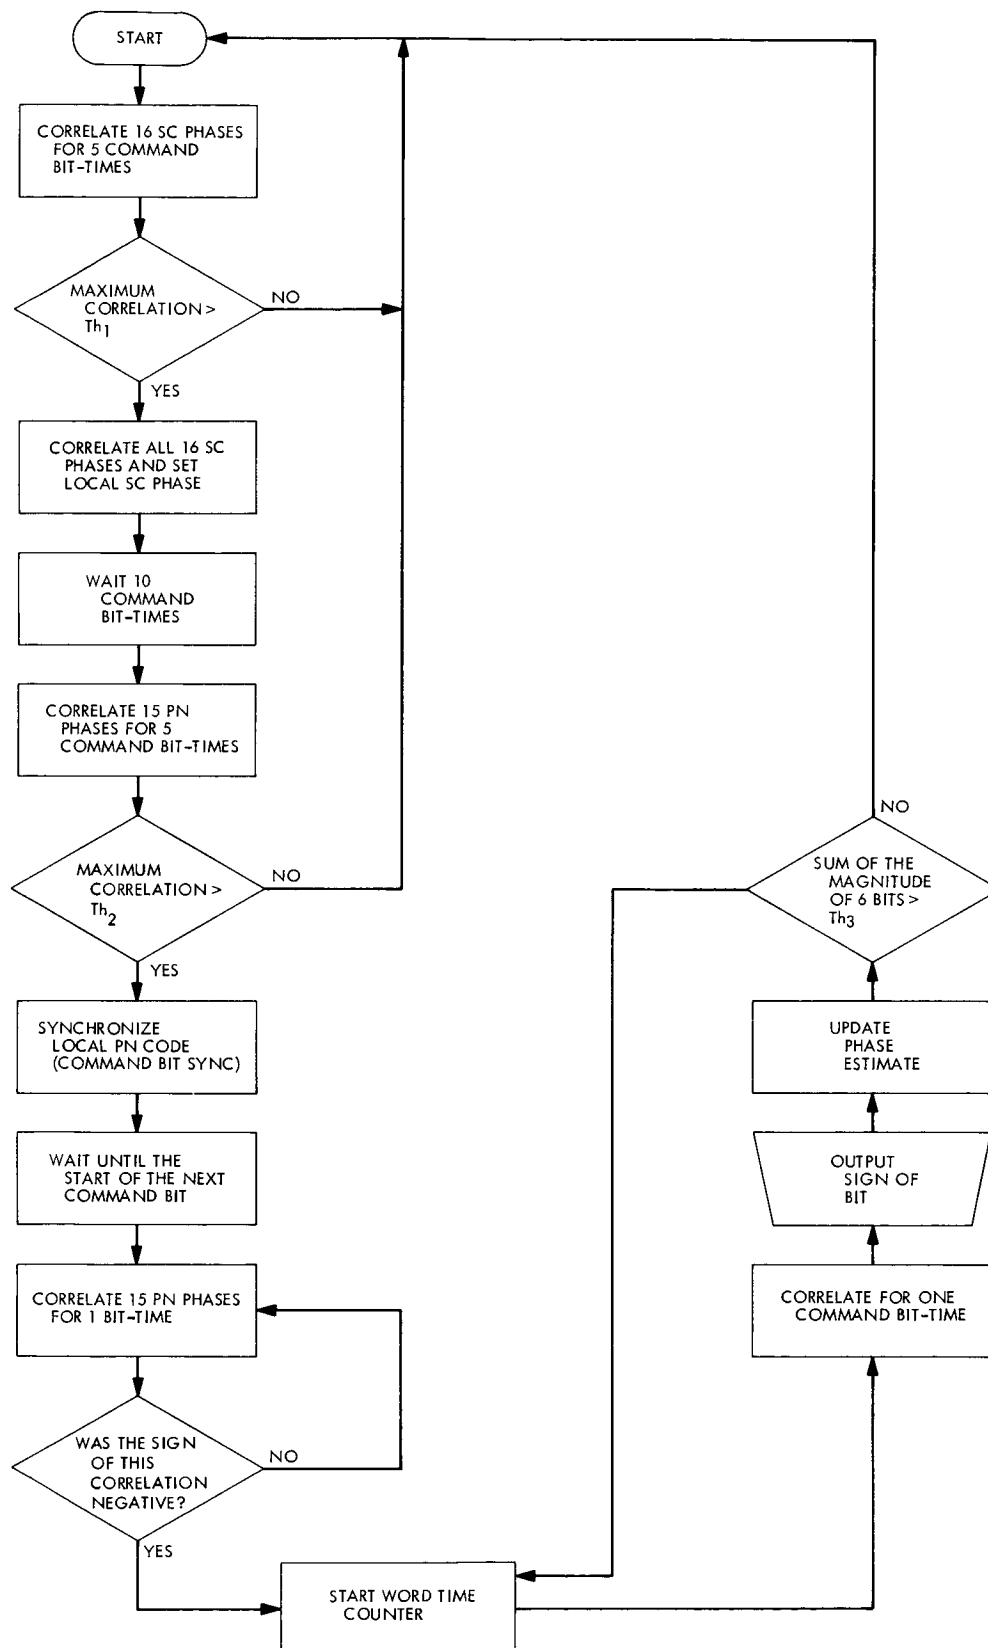 START
CORRELATE 16 SC PHASES
FOR 5 COMMAND
BIT-TIMES
MAXIMUM
CORRELATION >
Th1
NO
YES
CORRELATE ALL 16 SC
PHASES AND SET
LOCAL SC PHASE
WAIT 10
COMMAND
BIT-TIMES
CORRELATE 15 PN
PHASES FOR 5
COMMAND BIT-TIMES
MAXIMUM
CORRELATION >
Th2
NO
YES
SYNCHRONIZE
LOCAL PN CODE
(COMMAND BIT SYNC)
WAIT UNTIL THE
START OF THE NEXT
COMMAND BIT
CORRELATE 15 PN PHASES
FOR 1 BIT-TIME
WAS THE SIGN
OF THIS
CORRELATION
NEGATIVE?
NO
YES
START WORD TIME
COUNTER
CORRELATE FOR ONE
COMMAND BIT-TIME
OUTPUT
SIGN OF
BIT
UPDATE
PHASE
ESTIMATE
SUM OF THE
MAGNITUDE
OF 6 BITS >
Th3
NO